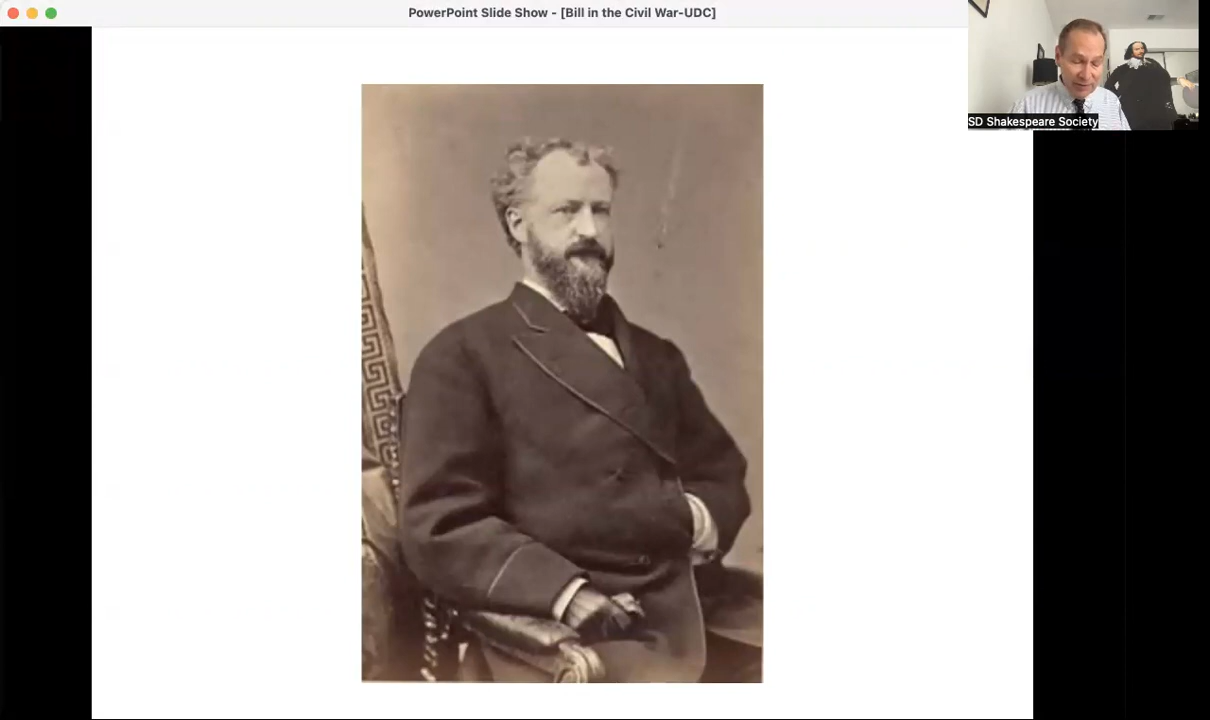 PowerPoint Slide Show - [Bill in the Civil War-UDC]
SD Shakespeare Society